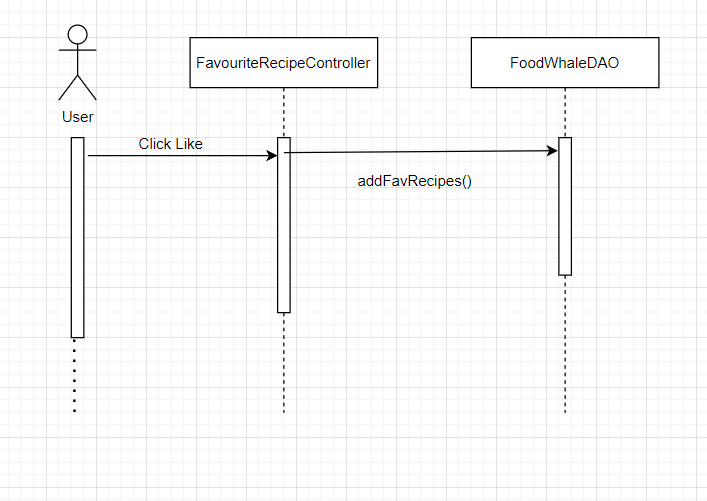 FavouriteRecipeController
FoodWhaleDAO
User
Click Like
addFavRecipes()